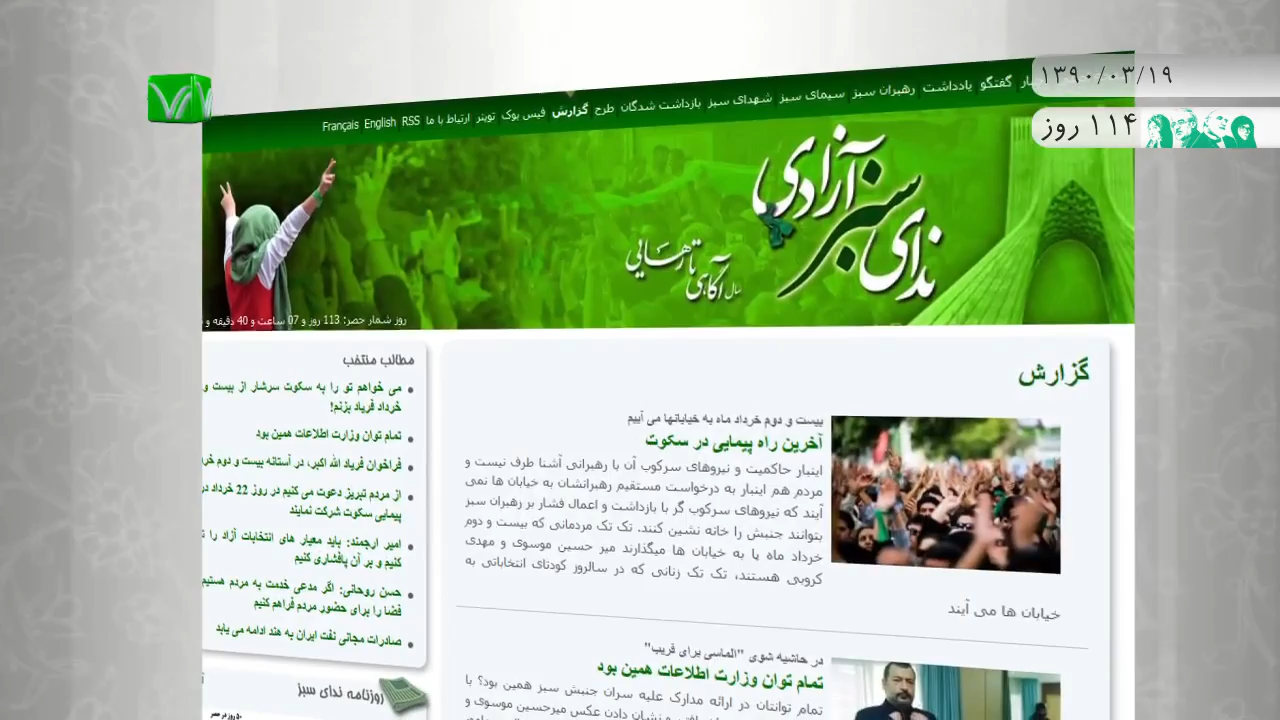 ۱۳۹۰/۰۳/۱۹
۱۱۴ روز
گفتگو یادداشت رهبران سبز سیمای سبز شهدای سبز بازداشت شدگان طرح گزارش فیس بوک تویتر ارتباط با ما RSS English Français
ندای سبز آزادی
سال آگاهی تا رهایی
روز شمار حصر: 113 روز و 07 ساعت و 40 دقیقه و
گزارش
بیست و دوم خرداد ماه به خیابانها می آییم
آخرین راه پیمایی در سکوت
اینبار حاکمیت و نیروهای سرکوب آن با رهبرانی آشنا طرف نیست و
مردم هم اینبار به درخواست مستقیم رهبرانشان به خیابان ها نمی
آیند که نیروهای سرکوب گر با بازداشت و اعمال فشار بر رهبران سبز
بتوانند جنبش را خانه نشین کنند. تک تک مردمانی که بیست و دوم
خرداد ماه پا به خیابان ها میگذارند میر حسین موسوی و مهدی
کروبی هستند، تک تک زنانی که در سالروز کودتای انتخاباتی به
خیابان ها می آیند
در حاشیه شوی "الماسی برای فریب"
تمام توان وزارت اطلاعات همین بود
تمام توانتان در ارائه مدارک علیه سران جنبش سبز همین بود؟ با
و نشان دادن عکس میرحسین موسوی و
مطالب منتخب
می خواهم تو را به سکوت سرشار از بیست و
خرداد فریاد بزنم!
تمام توان وزارت اطلاعات همین بود
فراخوان فریاد الله اکبر، در آستانه بیست و دوم
از مردم تبریز دعوت می کنیم در روز 22 خرداد در
پیمایی سکوت شرکت نمایند
امیر ارجمند: باید معیار های انتخابات آزاد را
کنیم و بر آن پافشاری کنیم
حسن روحانی: اگر مدعی خدمت به مردم هستیم
فضا را برای حضور مردم فراهم کنیم
صادرات مجانی نفت ایران به هند ادامه می یابد
روزنامه ندای سبز